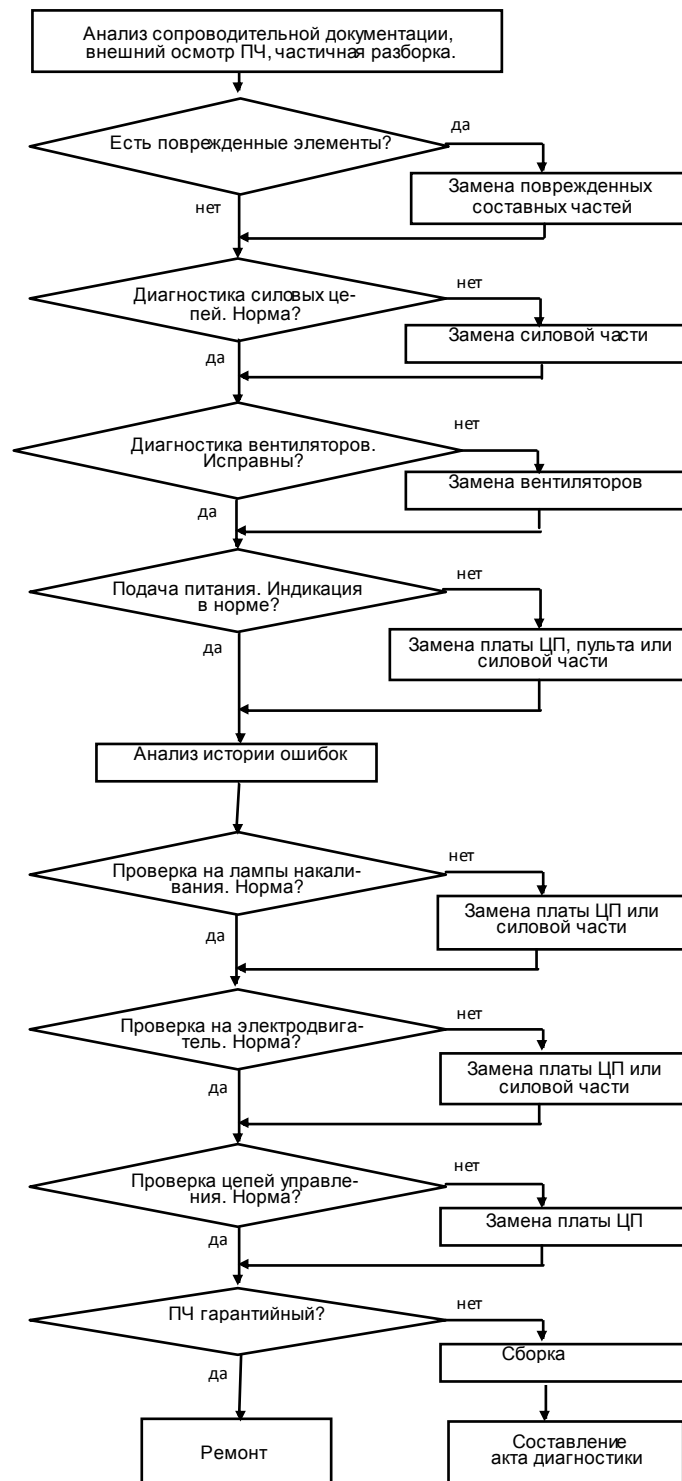 Анализ сопроводительной документации,
внешний осмотр ПЧ, частичная разборка.
Есть поврежденные элементы?
да
Замена поврежденных
составных частей
нет
Диагностика силовых це-
пей. Норма?
нет
Замена силовой части
да
Диагностика вентиляторов.
Исправны?
нет
Замена вентиляторов
да
Подача питания. Индикация
в норме?
нет
Замена платы ЦП, пульта или
силовой части
да
Анализ истории ошибок
Проверка на лампы накали-
вания. Норма?
нет
Замена платы ЦП или
силовой части
да
Проверка на электродвига-
тель. Норма?
нет
Замена платы ЦП или
силовой части
да
Проверка цепей управле-
ния. Норма?
нет
Замена платы ЦП
да
ПЧ гарантийный?
нет
Сборка
да
Ремонт
Составление
акта диагностики